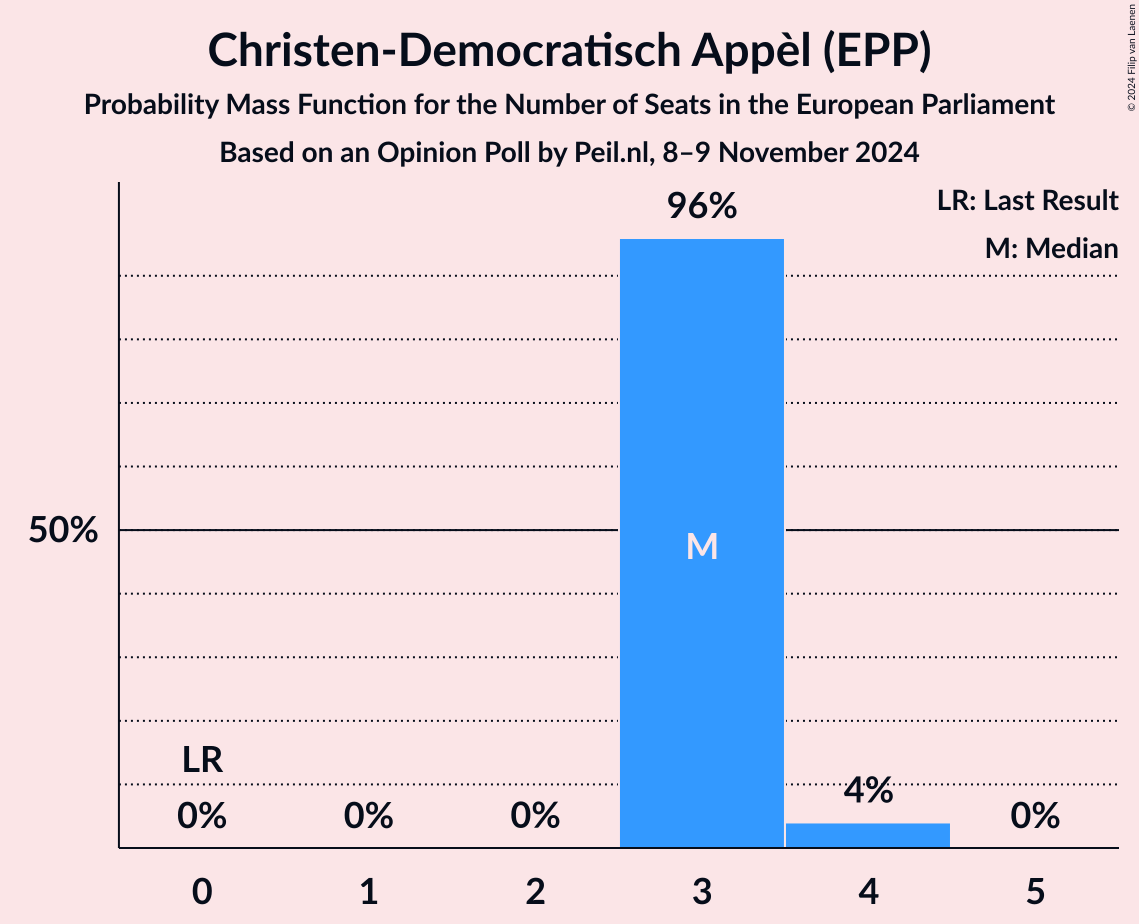 Christen-Democratisch Appèl (EPP)
Probability Mass Function for the Number of Seats in the European Parliament
Based on an Opinion Poll by Peil.nl, 8–9 November 2024
© 2024 Filip van Laenen
LR: Last Result
M: Median
96%
50%
M
LR
4%
0% 0% 0% 0%
0 1 2 3 4 5